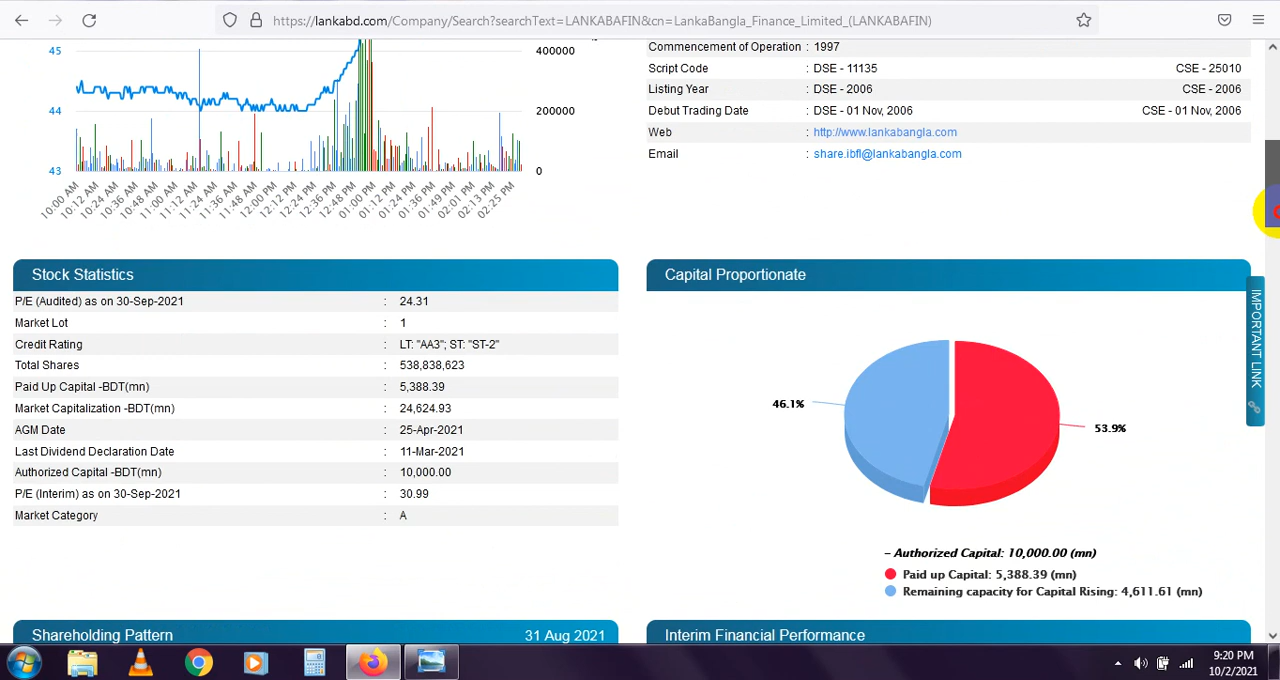 https://lankabd.com/Company/Search?searchText=LANKABAFIN&cn=LankaBangla_Finance_Limited_(LANKABAFIN)
45
44
43
400000
200000
0
10:00 AM
10:12 AM
10:24 AM
10:36 AM
10:48 AM
11:00 AM
11:12 AM
11:24 AM
11:36 AM
11:48 AM
12:00 PM
12:12 PM
12:24 PM
12:36 PM
12:48 PM
01:00 PM
01:12 PM
01:24 PM
01:36 PM
01:49 PM
02:01 PM
02:13 PM
02:25 PM
Commencement of Operation : 1997
Script Code : DSE - 11135 CSE - 25010
Listing Year : DSE - 2006 CSE - 2006
Debut Trading Date : DSE - 01 Nov, 2006 CSE - 01 Nov, 2006
Web : http://www.lankabangla.com
Email : share.ibfl@lankabangla.com
Stock Statistics
P/E (Audited) as on 30-Sep-2021 : 24.31
Market Lot : 1
Credit Rating : LT: "AA3"; ST: "ST-2"
Total Shares : 538,838,623
Paid Up Capital -BDT(mn) : 5,388.39
Market Capitalization -BDT(mn) : 24,624.93
AGM Date : 25-Apr-2021
Last Dividend Declaration Date : 11-Mar-2021
Authorized Capital -BDT(mn) : 10,000.00
P/E (Interim) as on 30-Sep-2021 : 30.99
Market Category : A
Capital Proportionate
46.1%
53.9%
– Authorized Capital: 10,000.00 (mn)
Paid up Capital: 5,388.39 (mn)
Remaining capacity for Capital Rising: 4,611.61 (mn)
IMPORTANT LINK
Shareholding Pattern 31 Aug 2021
Interim Financial Performance
9:20 PM
10/2/2021